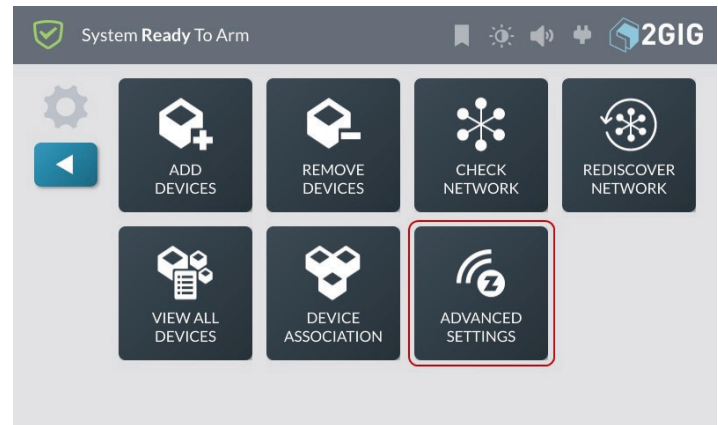 System Ready To Arm
2GIG
ADD
DEVICES
REMOVE
DEVICES
CHECK
NETWORK
REDISCOVER
NETWORK
VIEW ALL
DEVICES
DEVICE
ASSOCIATION
Z
ADVANCED
SETTINGS